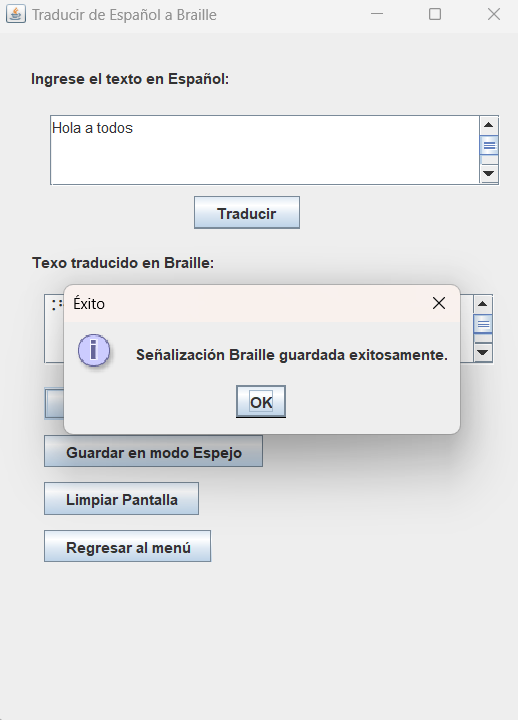 Traducir de Español a Braille
Ingrese el texto en Español:
Hola a todos
Traducir
Texo traducido en Braille:
Éxito
Señalización Braille guardada exitosamente.
OK
Guardar en modo Espejo
Limpiar Pantalla
Regresar al menú